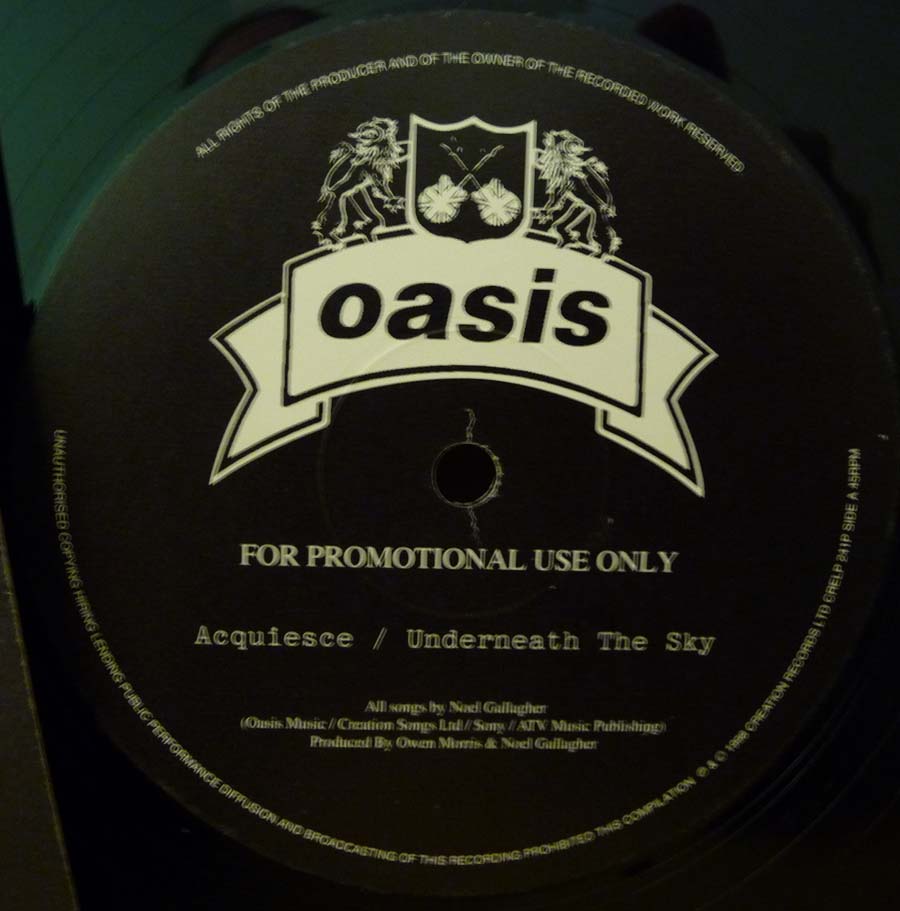 ALL RIGHTS OF THE PRODUCER AND OF THE OWNER OF THE RECORDED WORK RESERVED
oasis
FOR PROMOTIONAL USE ONLY
Acquiesce / Underneath The Sky
All songs by Noel Gallagher
(Oasis Music / Creation Songs Ltd / Sony / ATV Music Publishing)
Produced By Owen Morris & Noel Gallagher
UNAUTHORISED COPYING HIRING LENDING PUBLIC PERFORMANCE DIFFUSION AND BROADCASTING OF THIS RECORDING PROHIBITED THIS COMPILATION ℗ & © 1998 CREATION RECORDS LTD CRELP 241P SIDE A 45RPM